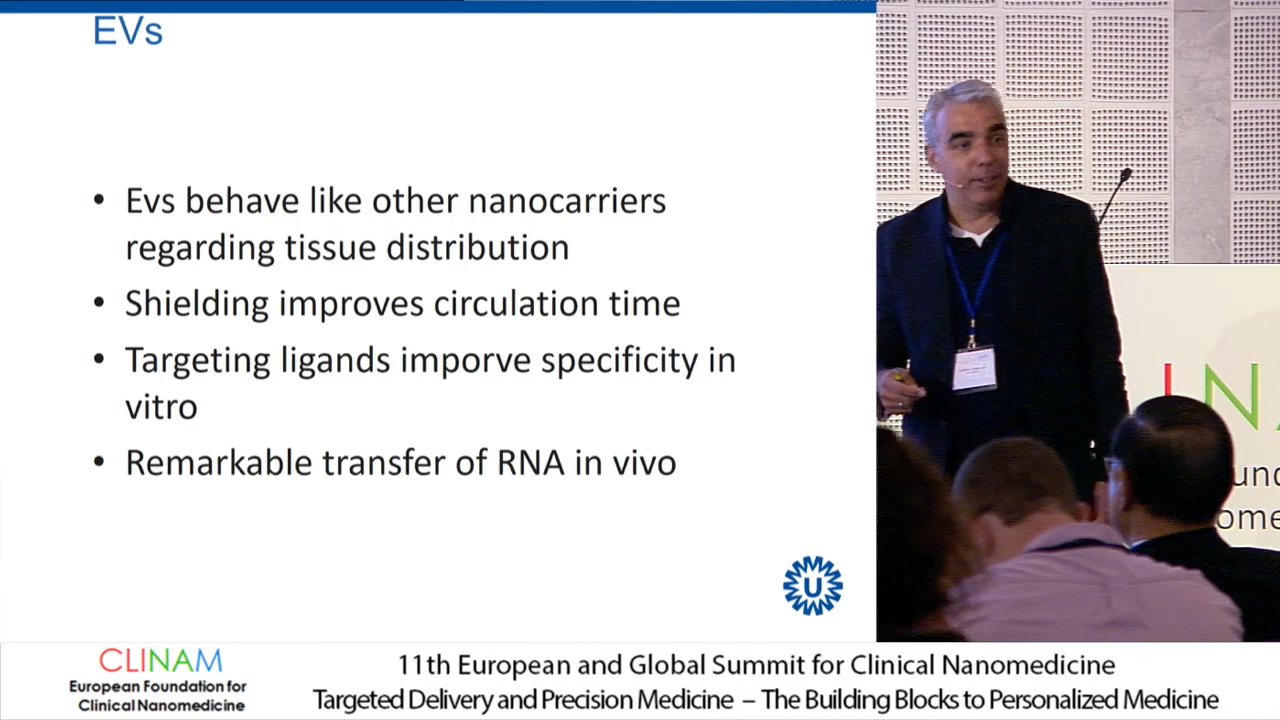 EVs
• Evs behave like other nanocarriers
regarding tissue distribution
• Shielding improves circulation time
• Targeting ligands imporve specificity in
vitro
• Remarkable transfer of RNA in vivo
U
CLINAM
European Foundation for
Clinical Nanomedicine
11th European and Global Summit for Clinical Nanomedicine
Targeted Delivery and Precision Medicine – The Building Blocks to Personalized Medicine